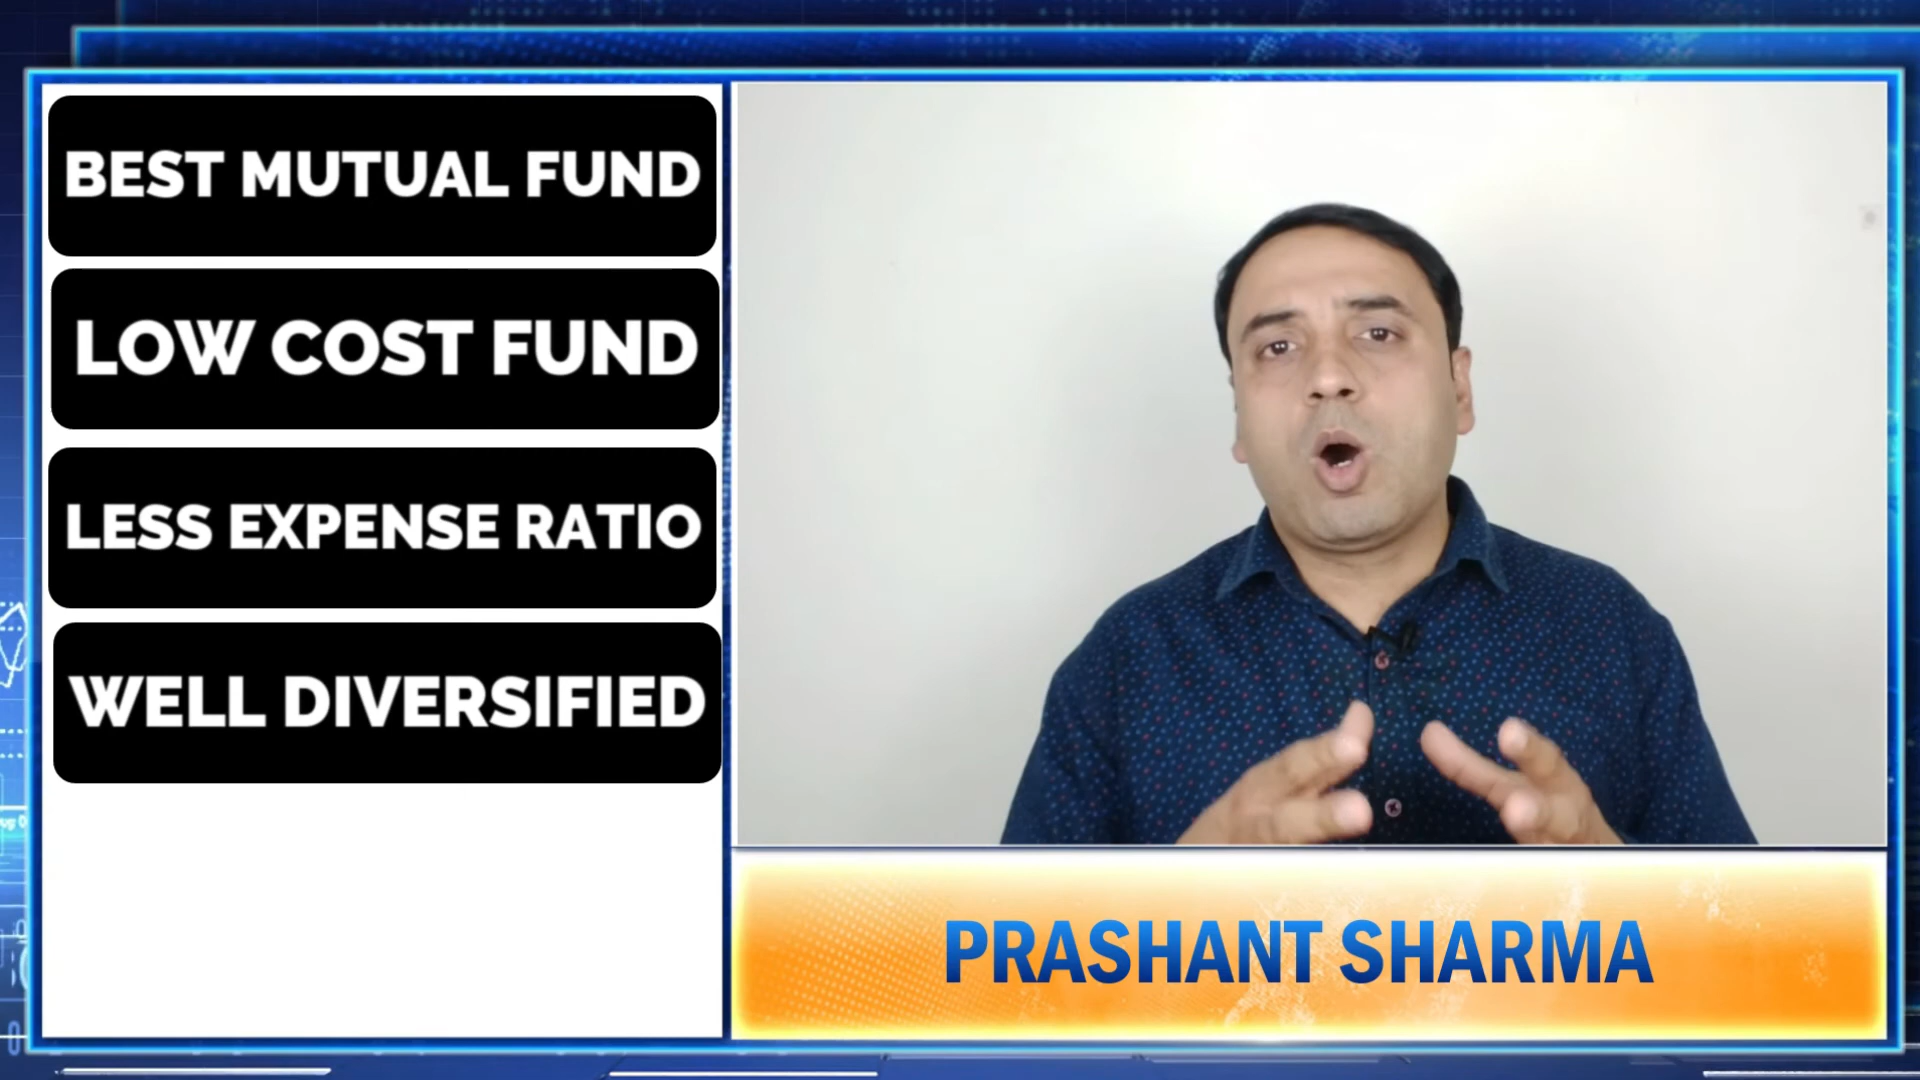 BEST MUTUAL FUND
LOW COST FUND
LESS EXPENSE RATIO
WELL DIVERSIFIED
PRASHANT SHARMA